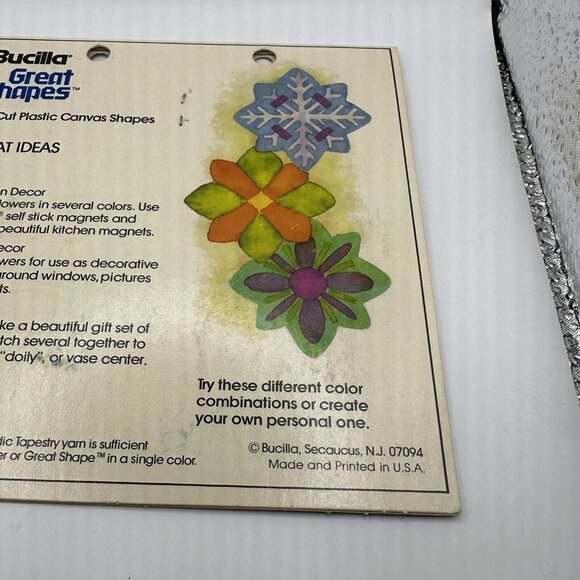 Bucilla®
Great
hapes™
Cut Plastic Canvas Shapes
AT IDEAS
n Decor
lowers in several colors. Use
® self stick magnets and
beautiful kitchen magnets.
ecor
wers for use as decorative
round windows, pictures
ts.
ke a beautiful gift set of
tch several together to
"doily", or vase center.
Try these different color
combinations or create
your own personal one.
dic Tapestry yarn is sufficient
er or Great Shape™ in a single color.
© Bucilla, Secaucus, N.J. 07094
Made and Printed in U.S.A.